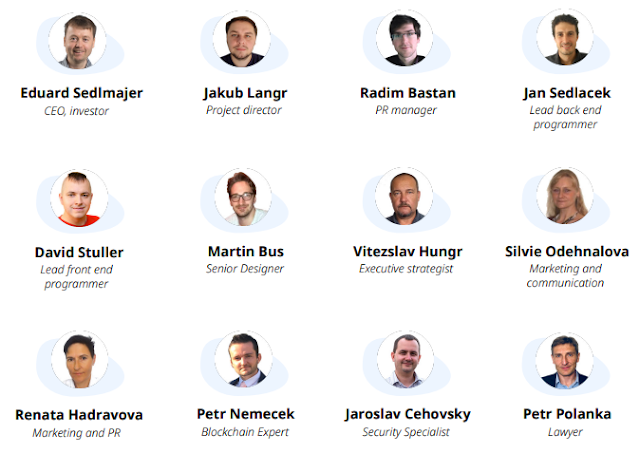 Eduard Sedlmajer
CEO, investor
Jakub Langr
Project director
Radim Bastan
PR manager
Jan Sedlacek
Lead back end
programmer
David Stuller
Lead front end
programmer
Martin Bus
Senior Designer
Vitezslav Hungr
Executive strategist
Silvie Odehnalova
Marketing and
communication
Renata Hadravova
Marketing and PR
Petr Nemecek
Blockchain Expert
Jaroslav Cehovsky
Security Specialist
Petr Polanka
Lawyer